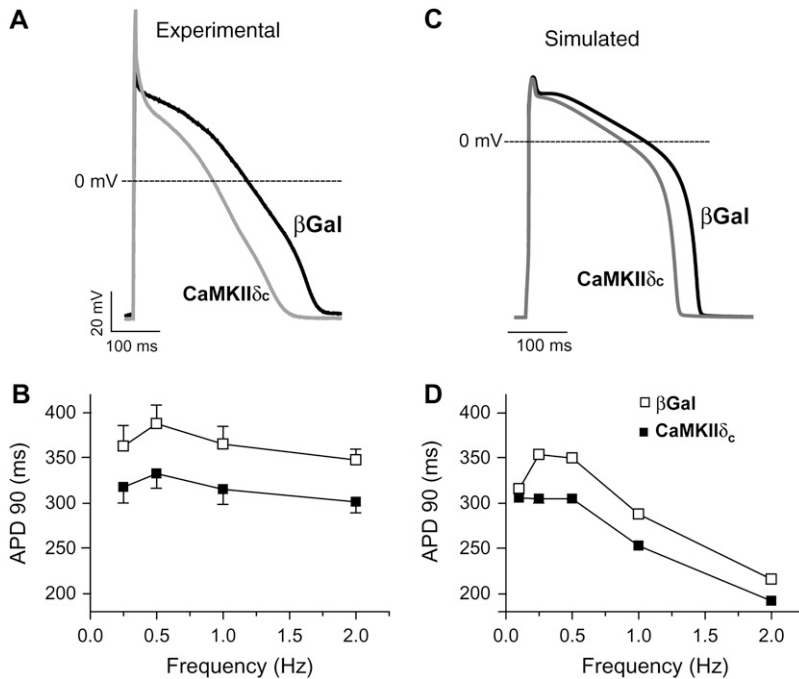 A
Experimental
0 mV
βGal
CaMKIIδc
20 mV
100 ms
C
Simulated
0 mV
βGal
CaMKIIδc
100 ms
B
APD 90 (ms)
400
350
300
250
200
0.0 0.5 1.0 1.5 2.0
Frequency (Hz)
D
βGal
CaMKIIδc
APD 90 (ms)
400
350
300
250
200
0.0 0.5 1.0 1.5 2.0
Frequency (Hz)